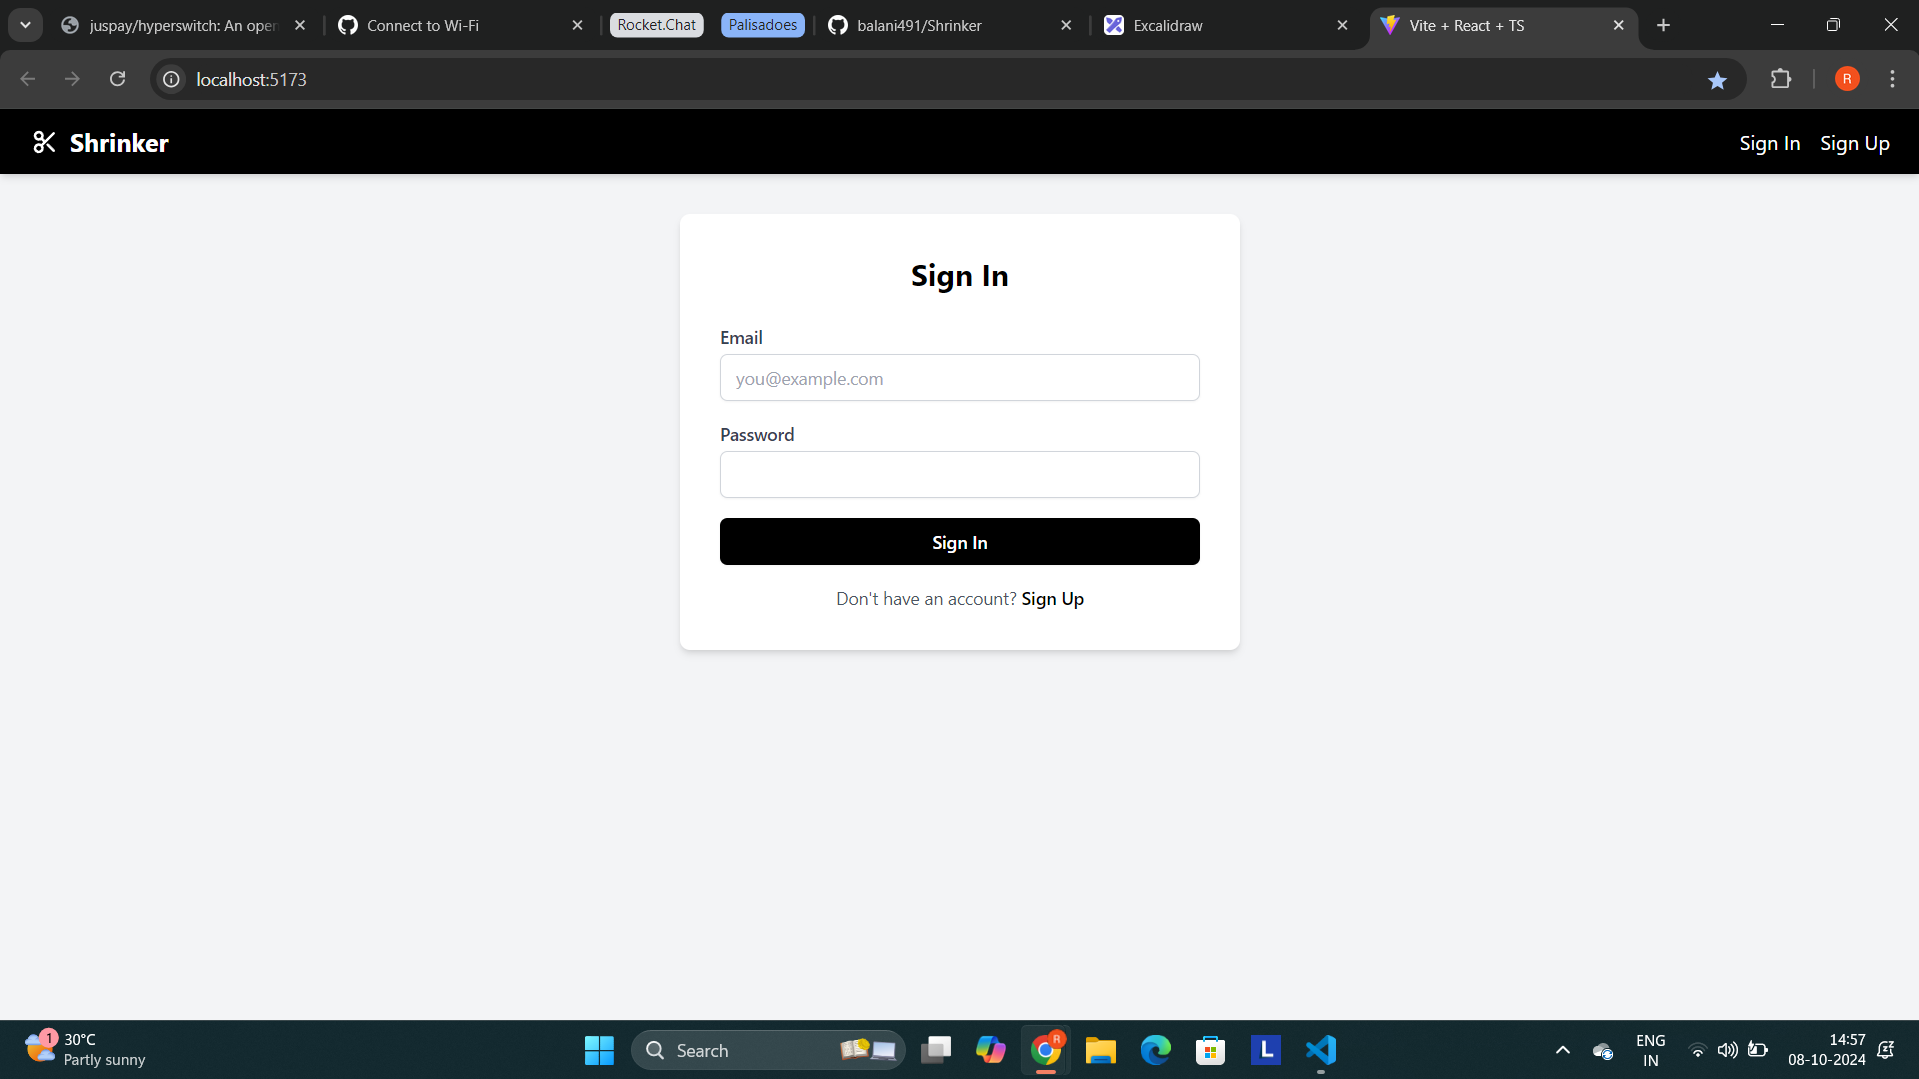 juspay/hyperswitch: An open
Connect to Wi-Fi
Rocket.Chat
Palisadoes
balani491/Shrinker
Excalidraw
Vite + React + TS
localhost:5173
R
Shrinker
Sign In
Sign Up
Sign In
Email
you@example.com
Password
Sign In
Don't have an account? Sign Up
1
30°C
Partly sunny
Search
R
L
ENG
IN
14:57
08-10-2024